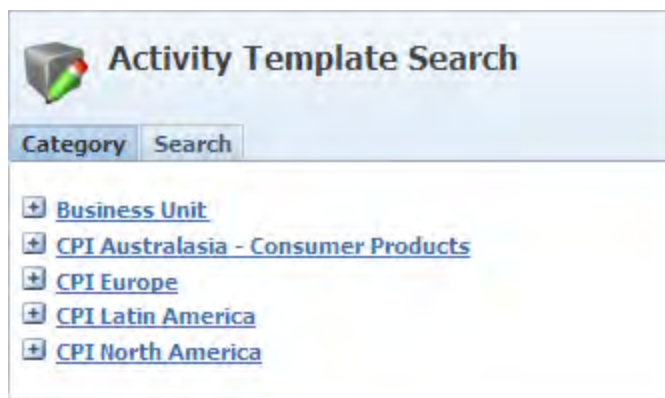 Activity Template Search
Category Search
Business Unit
CPI Australasia - Consumer Products
CPI Europe
CPI Latin America
CPI North America